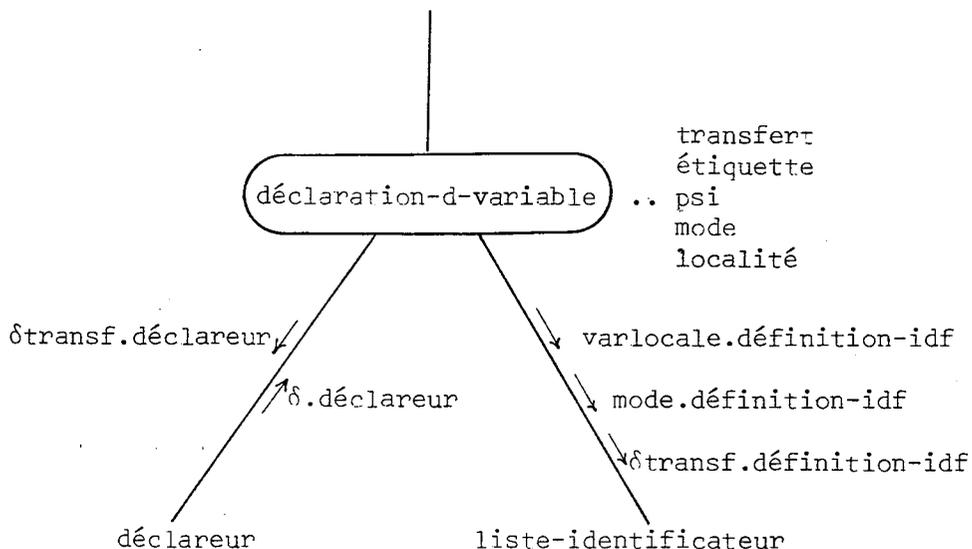 transfert
étiquette
déclaration-d-variable .. psi
mode
localité
δtransf.déclareur
varlocale.définition-idf
δ.déclareur
mode.définition-idf
δtransf.définition-idf
déclareur
liste-identificateur